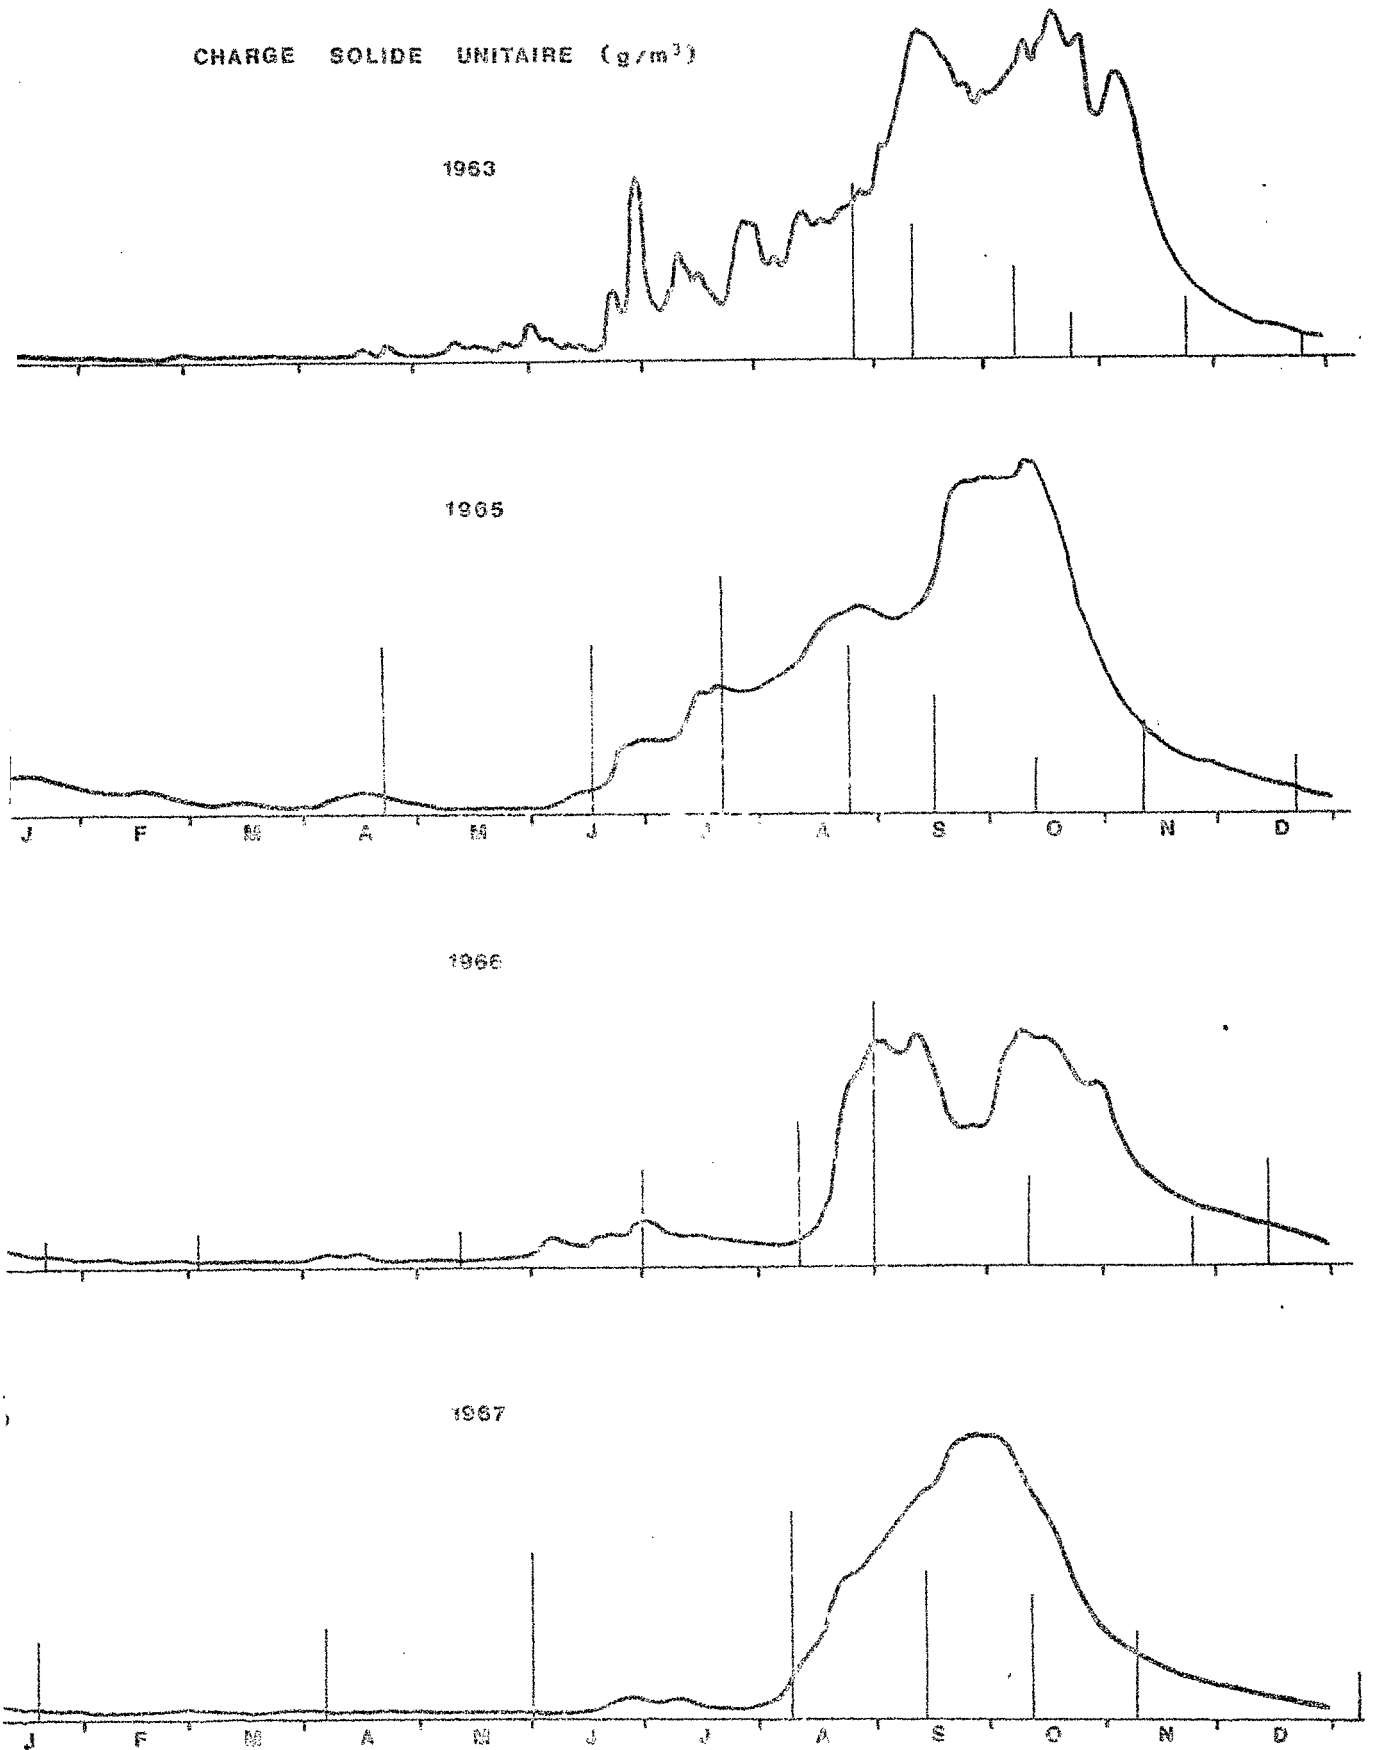 CHARGE SOLIDE UNITAIRE (g/m³)
1963
1965
J F M A M J J A S O N D
1966
1967
J F M A M J J A S O N D